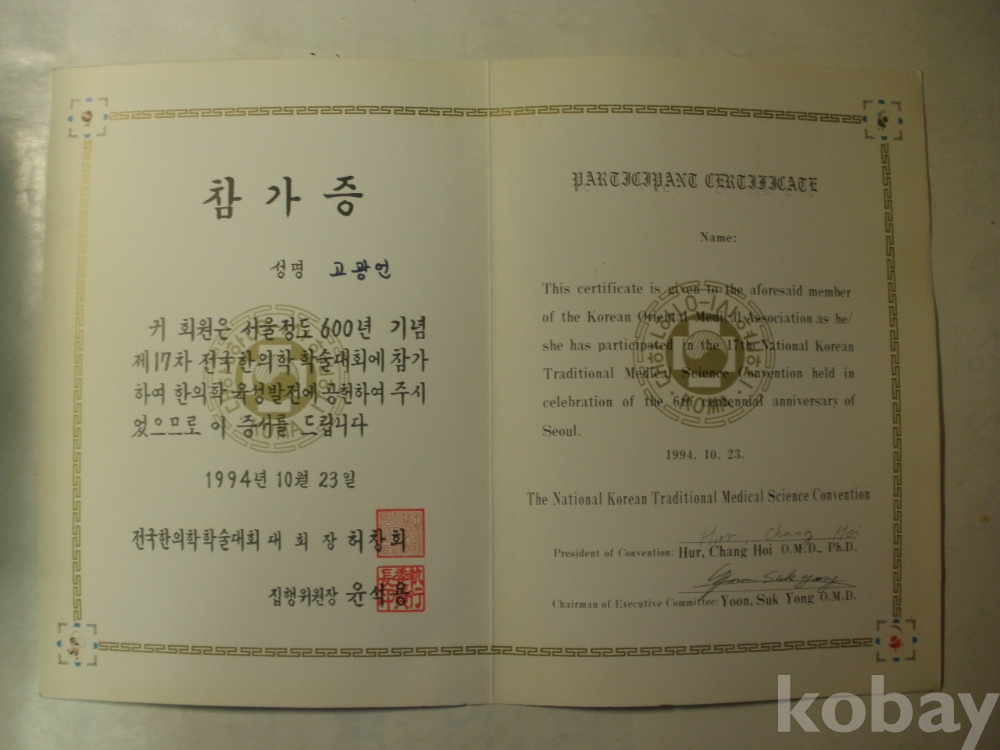 참가증
성명 고광언
귀 회원은 서울정도 600년 기념
제17차 전국한의학 학술대회에 참가
하여 한의학 육성발전에 공헌하여 주시
었으므로 이 증서를 드립니다
1994년 10월 23일
전국한의학학술대회 대 회 장 허창회
집행위원장 윤석용
PARTICIPANT CERTIFICATE
Name:
This certificate is given to the aforesaid member
of the Korean Oriental Medical Association as he/
she has participated in the 17th National Korean
Traditional Medical Science Convention held in
celebration of the 6th centennial anniversary of
Seoul.
1994. 10. 23.
The National Korean Traditional Medical Science Convention
Hur, Chang Hoi
President of Convention: Hur, Chang Hoi O.M.D., Ph.D.
Yoon Suk yong
Chairman of Executive Committee: Yoon, Suk Yong O.M.D.
KOMA
KOMA
kobay